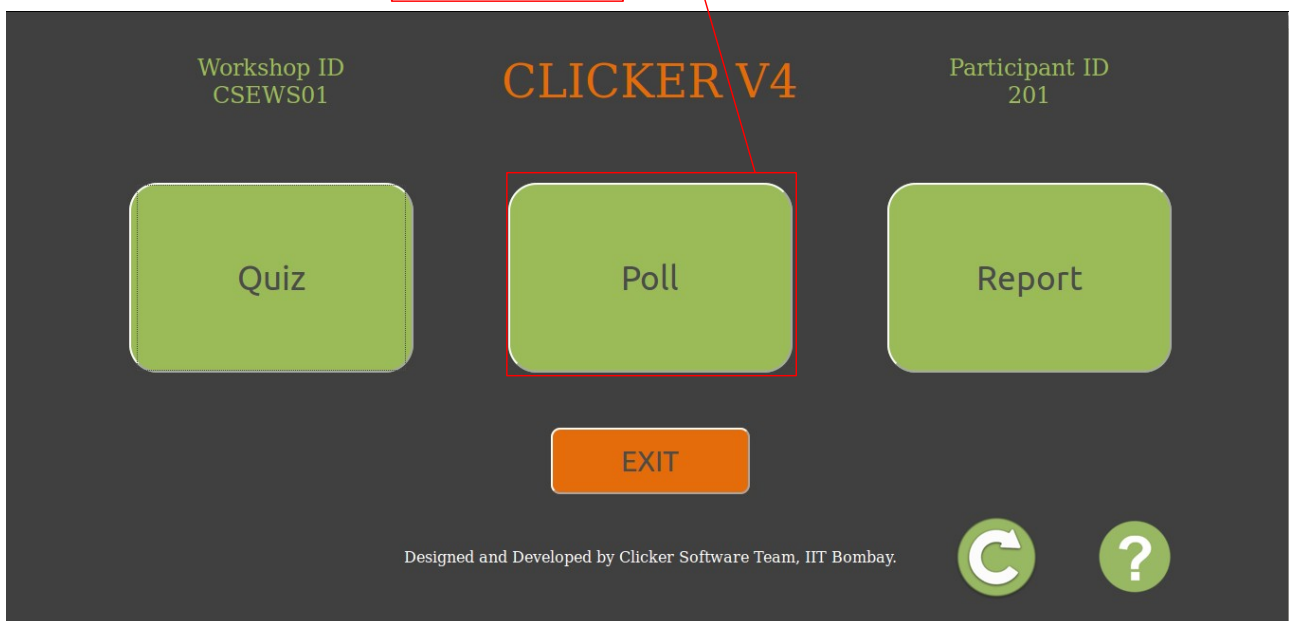 Workshop ID
CSEWS01
CLICKER V4
Participant ID
201
Quiz
Poll
Report
EXIT
Designed and Developed by Clicker Software Team, IIT Bombay.
?